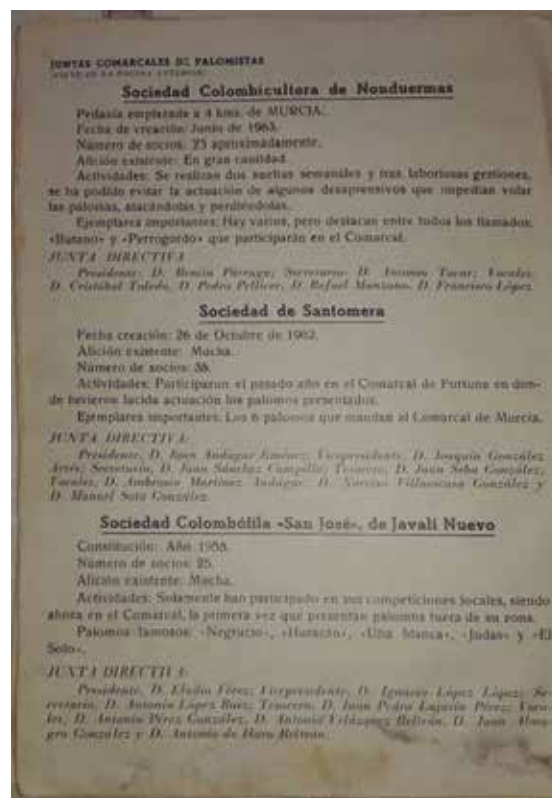 JUNTAS COMARCALES DE PALOMISTAS
Sociedad Colombicultora de Nonduermas
Pedanía emplazada a 4 kms. de MURCIA.
Fecha de creación: Junio de 1963.
Número de socios: 25 aproximadamente.
Afición existente: En gran cantidad.
Actividades: Se realizan dos sueltas semanales y tras laboriosas gestiones,
se ha podido evitar la actuación de algunos desaprensivos que impedían volar
las palomas, atacándolas y perdiéndolas.
Ejemplares importantes: Hay varios, pero destacan entre todos los llamados:
«Butano» y «Perrogordo» que participarán en el Comarcal.
JUNTA DIRECTIVA
Presidente: D. Benito Párraga; Secretario: D. Antonio Tovar; Vocales:
D. Cristóbal Toledo, D. Pedro Pellicer, D. Rafael Manzano, D. Francisco López
Sociedad de Santomera
Fecha creación: 26 de Octubre de 1962.
Afición existente: Mucha.
Número de socios: 38.
Actividades: Participaron el pasado año en el Comarcal de Fortuna en don-
de tuvieron lucida actuación los palomos presentados.
Ejemplares importantes: Los 6 palomos que mandan al Comarcal de Murcia.
JUNTA DIRECTIVA:
Presidente, D. Juan Andúgar Jiménez; Vicepresidente, D. Joaquín González
Secretario, D. Juan Sánchez Campillo; Tesorero, D. Juan Seba González;
Vocales, D. Ambrosio Martínez Andúgar, D. Villaescusa González y
D. Manuel Soto González.
Sociedad Colombófila «San José», de Javalí Nuevo
Constitución: Año 1958.
Número de socios: 25.
Afición existente: Mucha.
Actividades: Solamente han participado en sus competiciones locales, siendo
ahora en el Comarcal, la primera vez que presentan palomos fuera de su zona.
Palomos famosos: «Negrucio», «Huracán», «Uña blanca», «Judas» y «El
Solo».
JUNTA DIRECTIVA:
Presidente, D. Eladio Férez; Vicepresidente, D. Ignacio López López; Se-
cretario, D. Antonio López Ruiz; Tesorero, D. Juan Pedro Pérez; Voca-
les, D. Antonio Pérez González, D. Antonio Velázquez Beltrán, D. Juan Alma-
gro González y D. Antonio de Haro Beltrán.